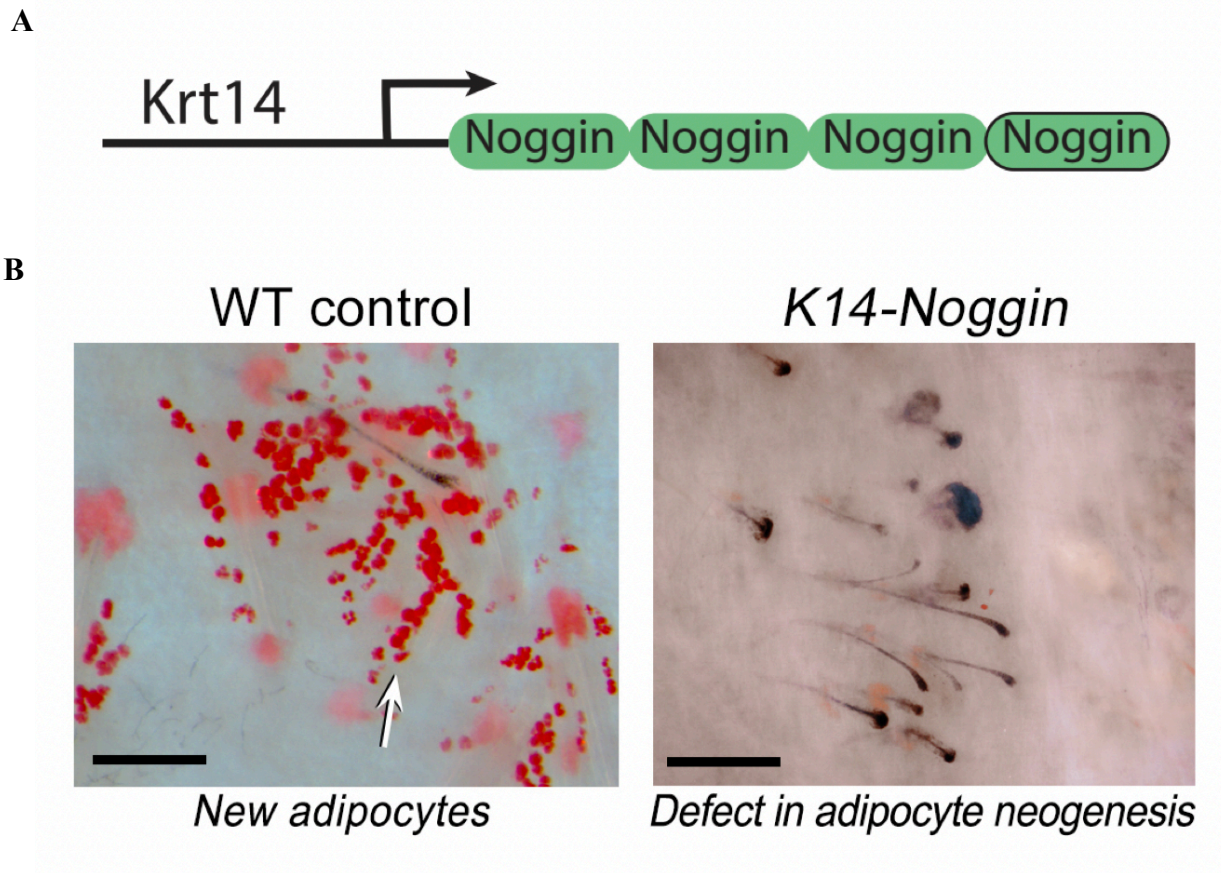 A
Krt14
Noggin Noggin Noggin Noggin
B
WT control
K14-Noggin
New adipocytes
Defect in adipocyte neogenesis